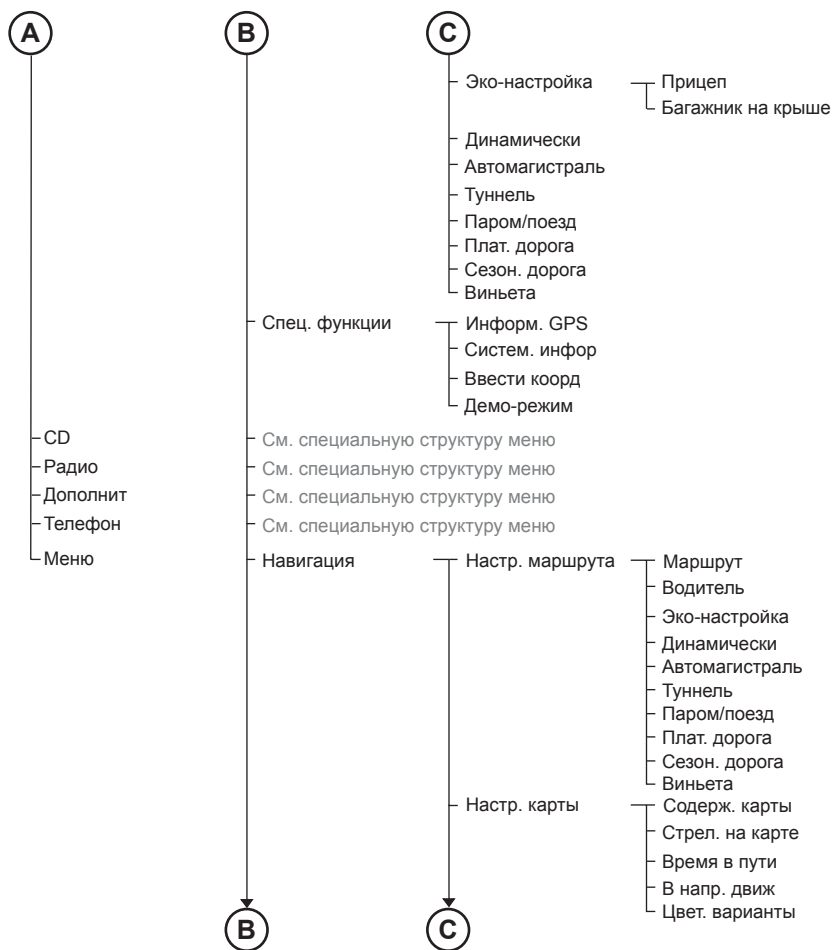 A B C
Эко-настройка Прицеп
Багажник на крыше
Динамически
Автомагистраль
Туннель
Паром/поезд
Плат. дорога
Сезон. дорога
Виньета
Спец. функции Информ. GPS
Систем. инфор
Ввести коорд
Демо-режим
CD См. специальную структуру меню
Радио См. специальную структуру меню
Дополнит См. специальную структуру меню
Телефон См. специальную структуру меню
Меню Навигация Настр. маршрута Маршрут
Водитель
Эко-настройка
Динамически
Автомагистраль
Туннель
Паром/поезд
Плат. дорога
Сезон. дорога
Виньета
Настр. карты Содерж. карты
Стрел. на карте
Время в пути
В напр. движ
Цвет. варианты
B C